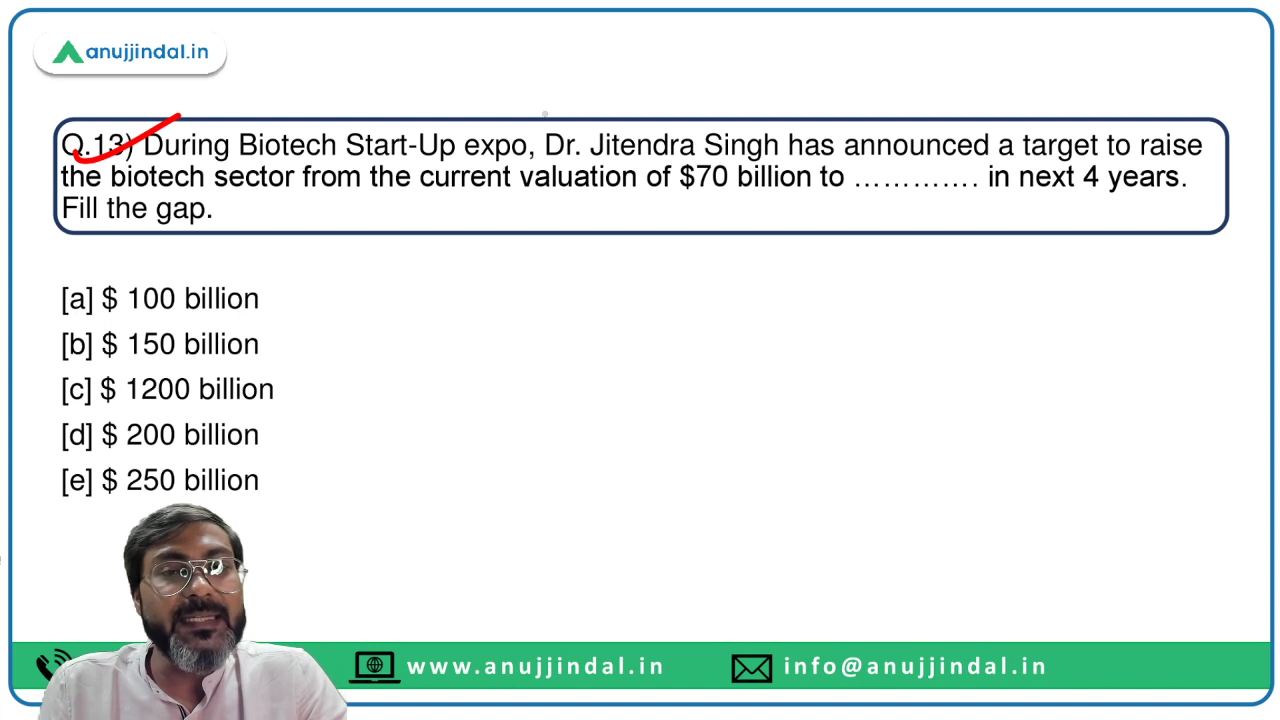 anujjindal.in
Q.13) During Biotech Start-Up expo, Dr. Jitendra Singh has announced a target to raise
the biotech sector from the current valuation of $70 billion to …………. in next 4 years.
Fill the gap.
[a] $ 100 billion
[b] $ 150 billion
[c] $ 1200 billion
[d] $ 200 billion
[e] $ 250 billion
www.anujjindal.in info@anujjindal.in